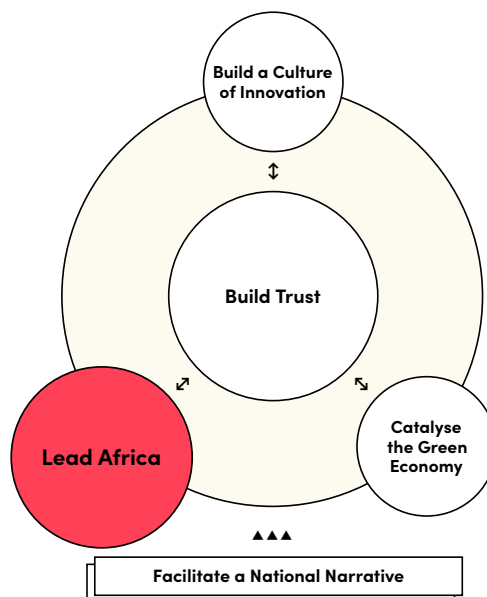 Build a Culture
of Innovation
Build Trust
Lead Africa
Catalyse
the Green
Economy
Facilitate a National Narrative